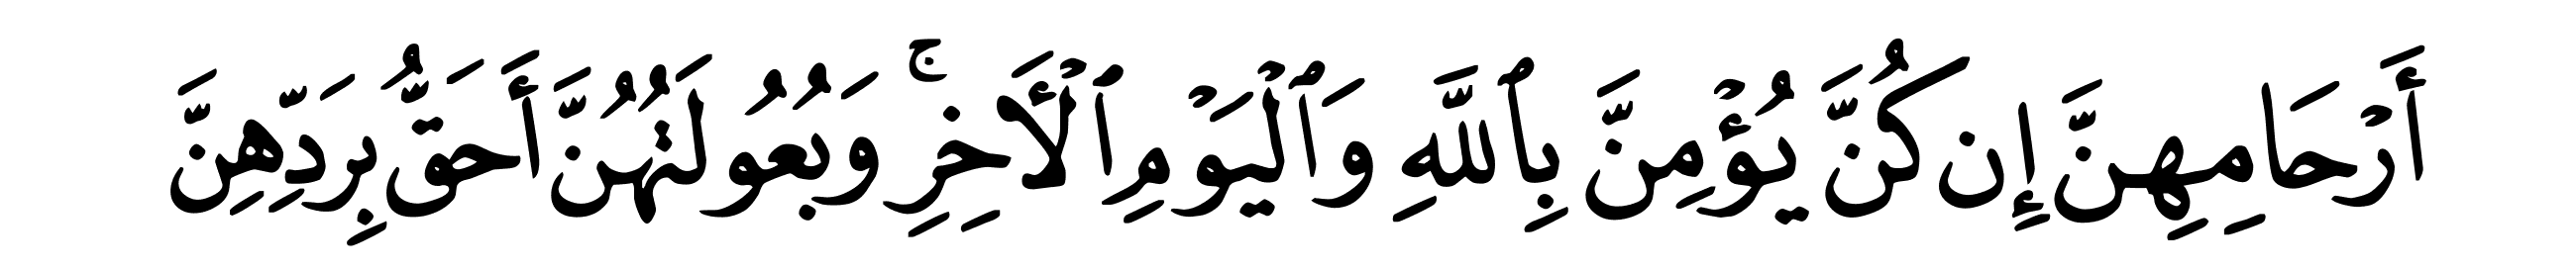 أَرۡحَامِهِنَّ إِن كُنَّ يُؤۡمِنَّ بِٱللَّهِ وَٱلۡيَوۡمِ ٱلۡأَخِرِۚ وَبُعُولَتُهُنَّ أَحَقُّ بِرَدِّهِنَّ